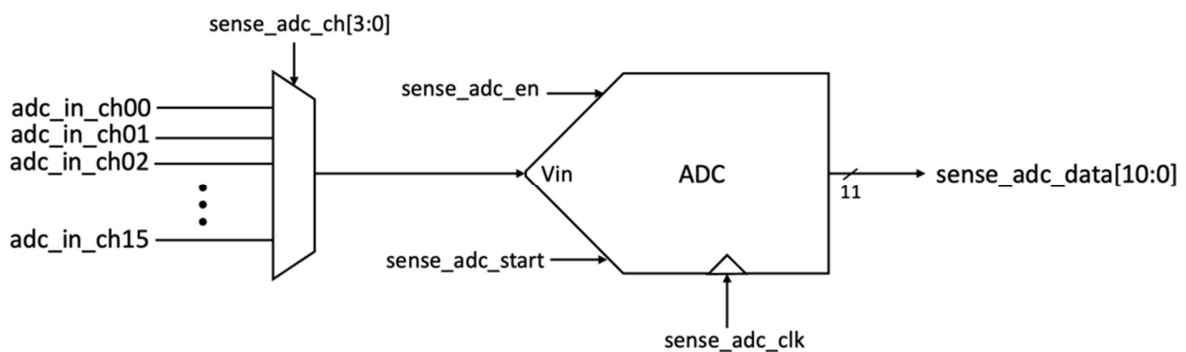 sense_adc_ch[3:0]
adc_in_ch00
adc_in_ch01
adc_in_ch02
adc_in_ch15
sense_adc_en
Vin
ADC
sense_adc_start
sense_adc_clk
11
sense_adc_data[10:0]